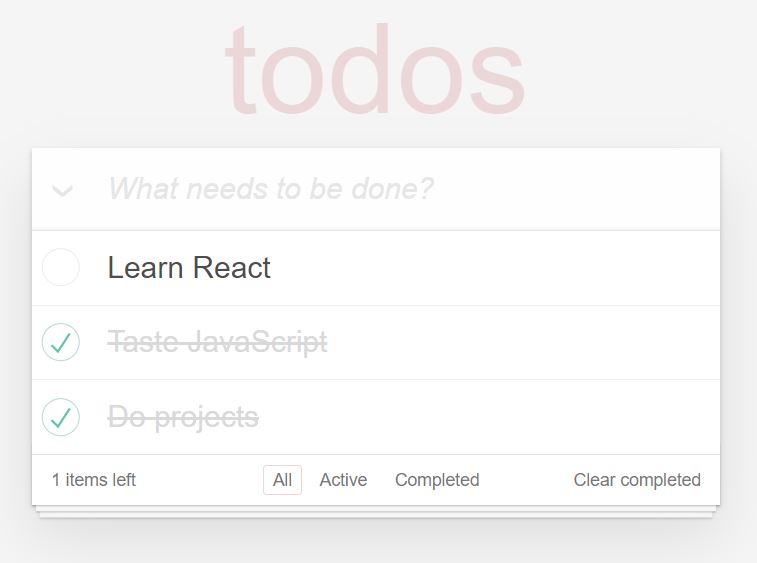 todos
What needs to be done?
Learn React
Taste JavaScript
Do projects
1 items left All Active Completed Clear completed